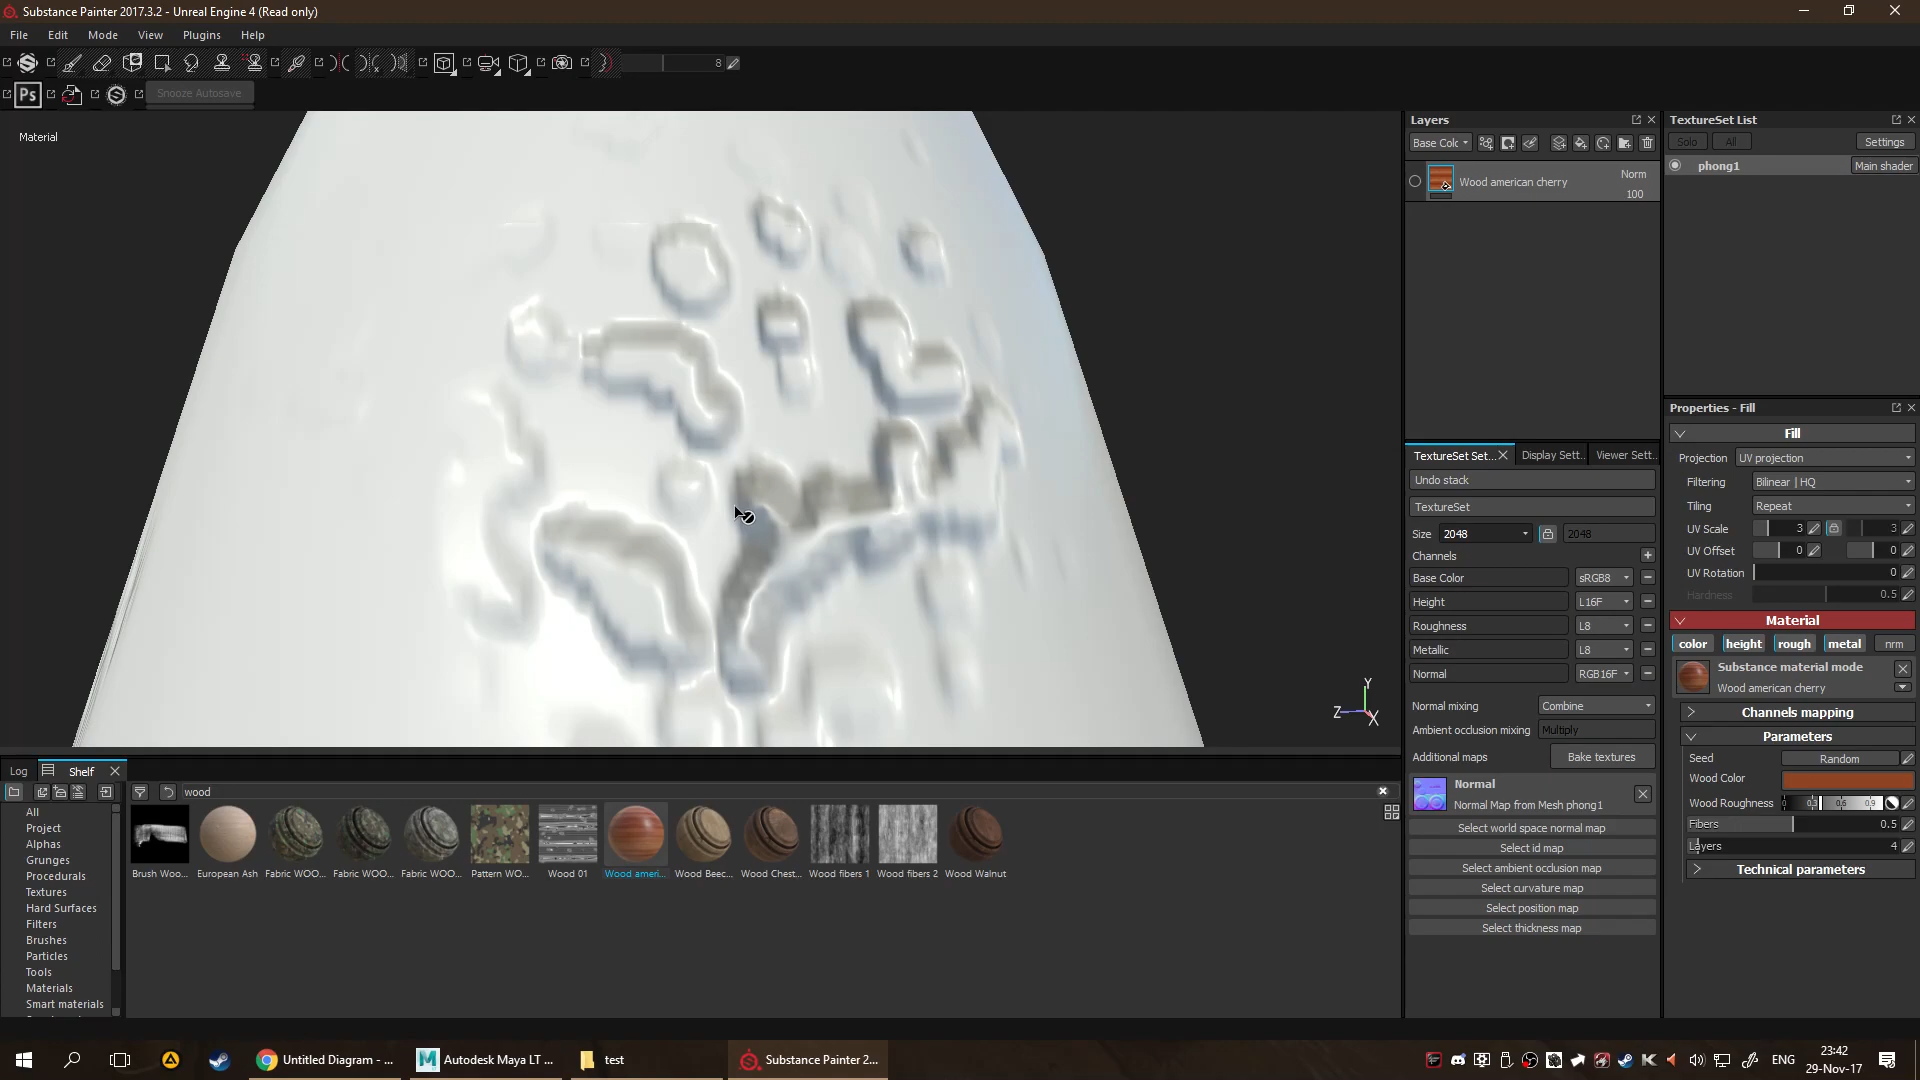 Substance Painter 2017.3.2 - Unreal Engine 4 (Read only)
File Edit Mode View Plugins Help
8
Ps Snooze Autosave
Material
Layers
Base Colc
Wood american cherry
Norm
100
TextureSet List
Solo All Settings
phong1 Main shader
TextureSet Set... Display Sett.. Viewer Sett..
Undo stack
TextureSet
Size 2048 2048
Channels
Base Color sRGB8
Height L16F
Roughness L8
Metallic L8
Normal RGB16F
Normal mixing Combine
Ambient occlusion mixing Multiply
Additional maps Bake textures
Normal
Normal Map from Mesh phong1
Select world space normal map
Select id map
Select ambient occlusion map
Select curvature map
Select position map
Select thickness map
Properties - Fill
Fill
Projection UV projection
Filtering Bilinear | HQ
Tiling Repeat
UV Scale 3 3
UV Offset 0 0
UV Rotation 0
Hardness 0.5
Material
color height rough metal nrm
Substance material mode
Wood american cherry
Channels mapping
Parameters
Seed Random
Wood Color
Wood Roughness 0 0.3 0.6 0.9
Fibers 0.5
Layers 4
Technical parameters
Y
Z X
Log Shelf
wood
All
Project
Alphas
Grunges
Procedurals
Textures
Hard Surfaces
Filters
Brushes
Particles
Tools
Materials
Smart materials
Brush Woo... European Ash Fabric WOO... Fabric WOO... Fabric WOO... Pattern WO... Wood 01 Wood ameri... Wood Beec... Wood Chest... Wood fibers 1 Wood fibers 2 Wood Walnut
Untitled Diagram - ... Autodesk Maya LT ... test Substance Painter 2...
ENG
23:42
29-Nov-17